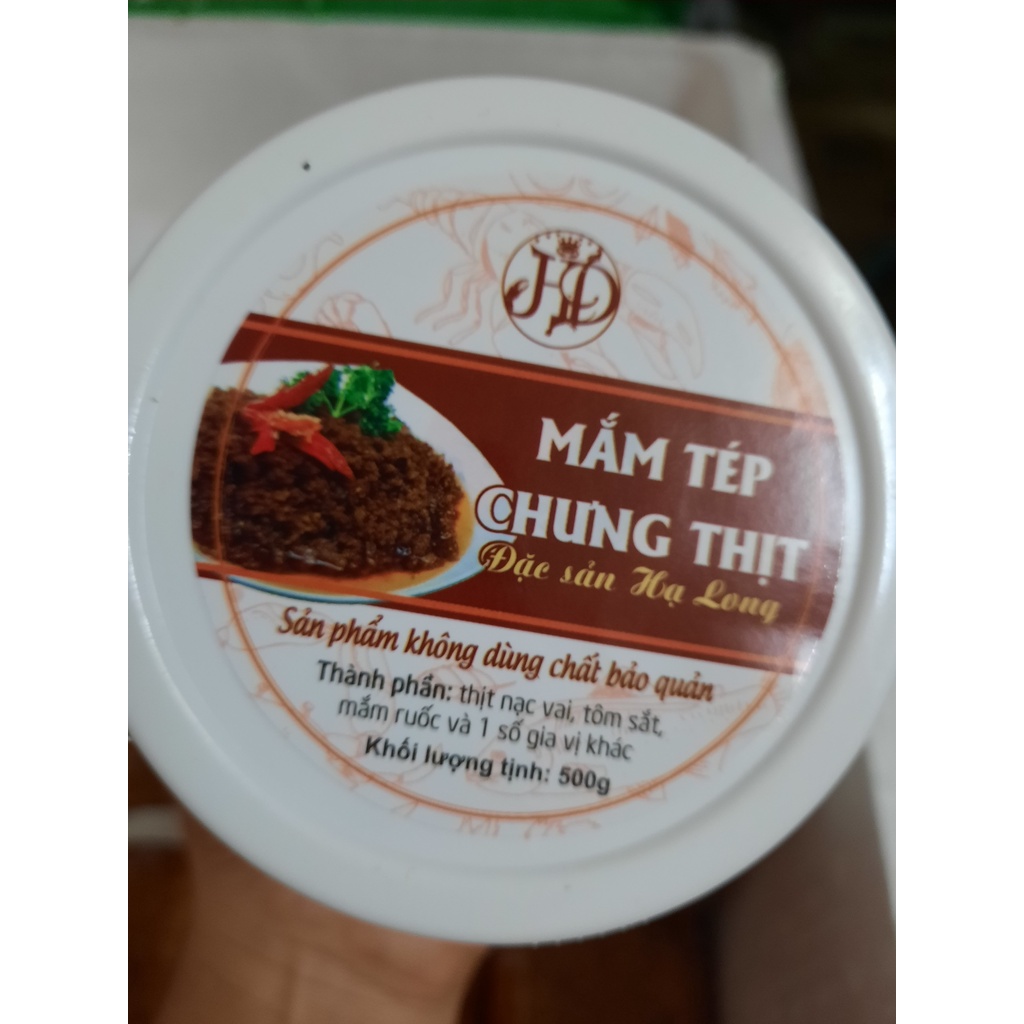 HD
MẮM TÉP
CHƯNG THỊT
Đặc sản Hạ Long
Sản phẩm không dùng chất bảo quản
Thành phần: thịt nạc vai, tôm sắt,
mắm ruốc và 1 số gia vị khác
Khối lượng tịnh: 500g